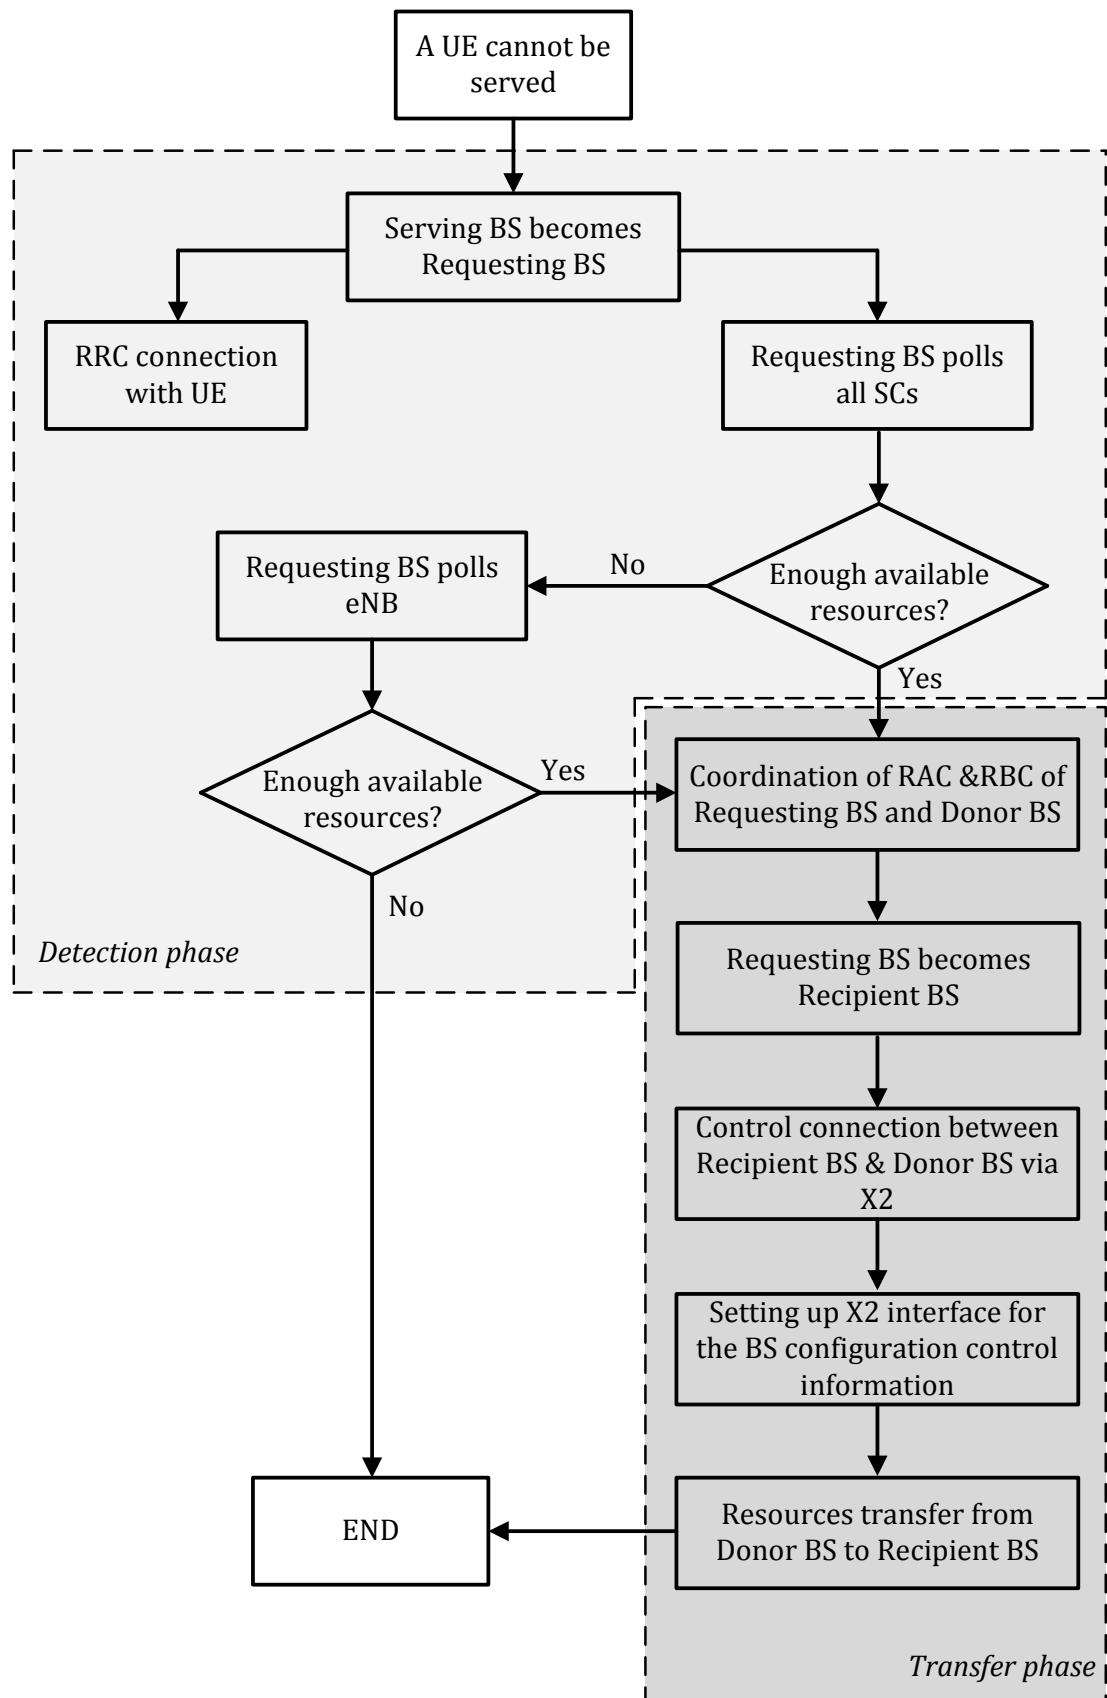 A UE cannot be
served
Serving BS becomes
Requesting BS
RRC connection
with UE
Requesting BS polls
all SCs
Requesting BS polls
eNB
No
Enough available
resources?
Yes
Enough available
resources?
Yes
No
Coordination of RAC &RBC of
Requesting BS and Donor BS
Detection phase
Requesting BS becomes
Recipient BS
Control connection between
Recipient BS & Donor BS via
X2
Setting up X2 interface for
the BS configuration control
information
END
Resources transfer from
Donor BS to Recipient BS
Transfer phase